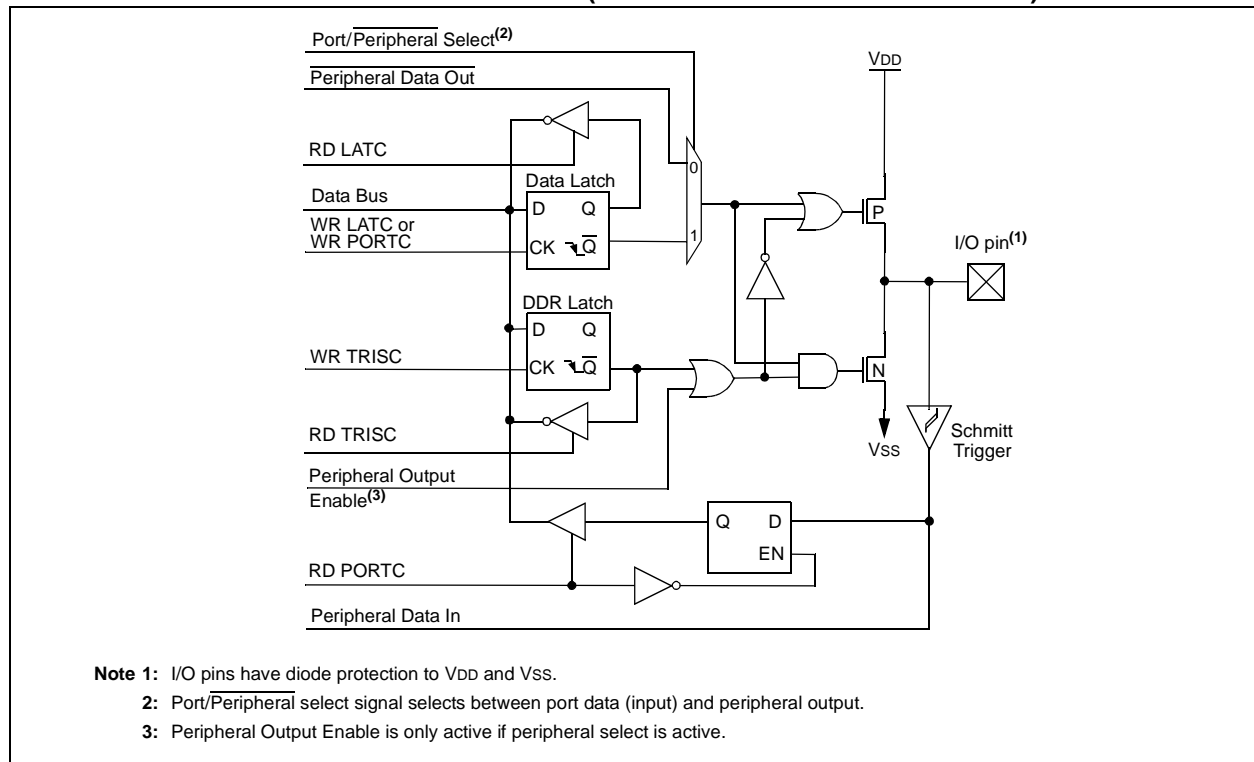 Port/Peripheral Select(2)
Peripheral Data Out
VDD
RD LATC
0
Data Latch
Data Bus
D Q
P
WR LATC or
WR PORTC
CK Q
1
I/O pin(1)
DDR Latch
D Q
WR TRISC
CK Q
N
RD TRISC
VSS
Schmitt
Trigger
Peripheral Output
Enable(3)
Q D
EN
RD PORTC
Peripheral Data In
Note 1: I/O pins have diode protection to VDD and VSS.
2: Port/Peripheral select signal selects between port data (input) and peripheral output.
3: Peripheral Output Enable is only active if peripheral select is active.